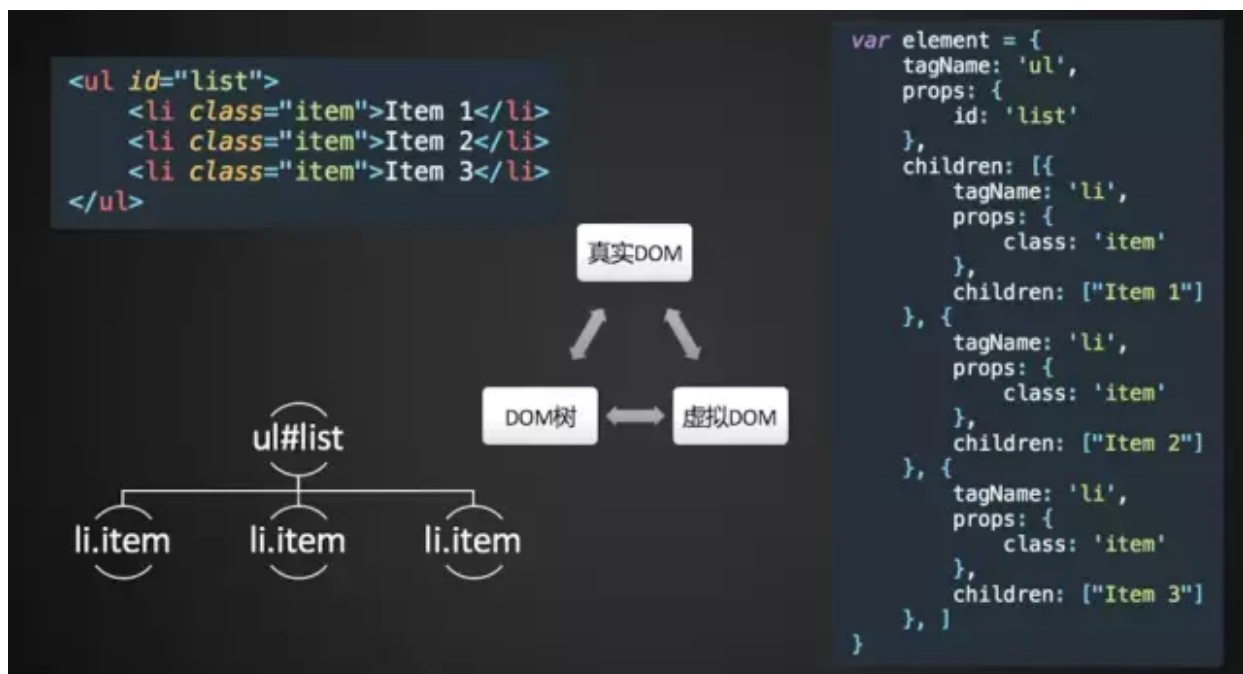 <ul id="list">
    <li class="item">Item 1</li>
    <li class="item">Item 2</li>
    <li class="item">Item 3</li>
</ul>
真实DOM
DOM树
虚拟DOM
ul#list
li.item
li.item
li.item
var element = {
    tagName: 'ul',
    props: {
        id: 'list'
    },
    children: [{
        tagName: 'li',
        props: {
            class: 'item'
        },
        children: ["Item 1"]
    }, {
        tagName: 'li',
        props: {
            class: 'item'
        },
        children: ["Item 2"]
    }, {
        tagName: 'li',
        props: {
            class: 'item'
        },
        children: ["Item 3"]
    }, ]
}